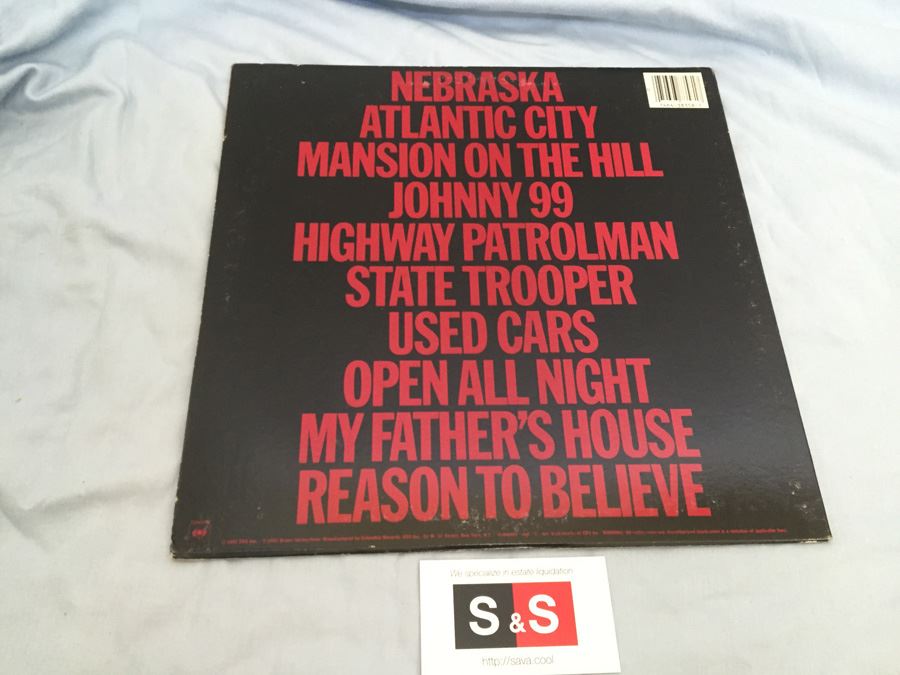 NEBRASKA
ATLANTIC CITY
MANSION ON THE HILL
JOHNNY 99
HIGHWAY PATROLMAN
STATE TROOPER
USED CARS
OPEN ALL NIGHT
MY FATHER'S HOUSE
REASON TO BELIEVE
We specialize in estate liquidation
S & S
http://sava.cool